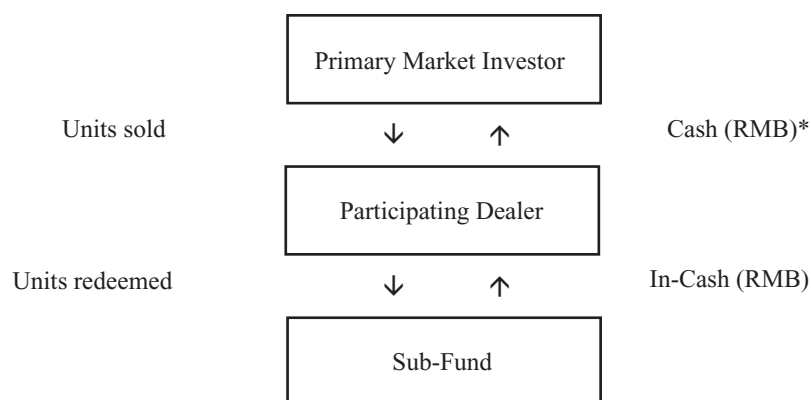 Primary Market Investor
Units sold ↓ ↑ Cash (RMB)*
Participating Dealer
Units redeemed ↓ ↑ In-Cash (RMB)
Sub-Fund